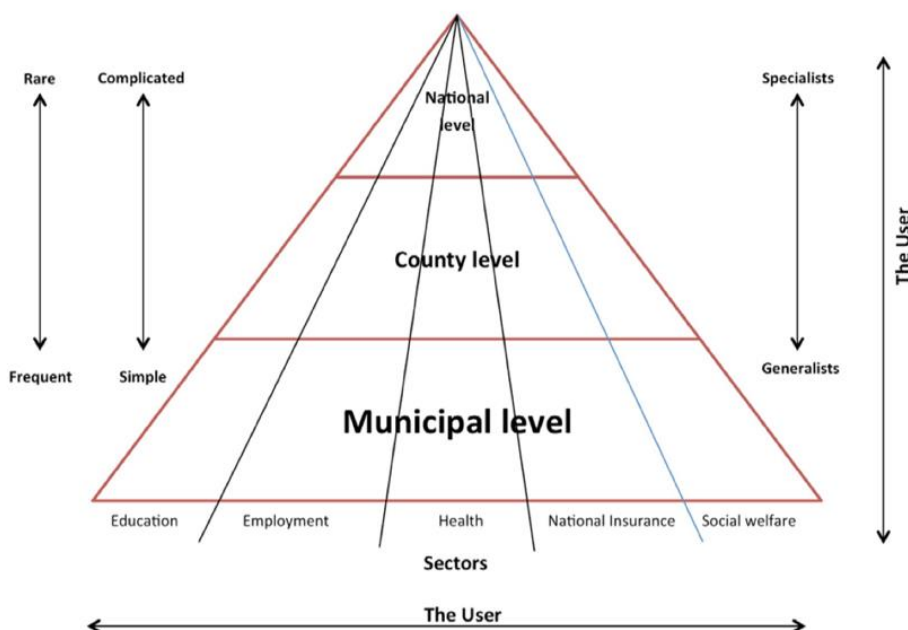 Rare
Complicated
Specialists
National
level
The User
County level
Frequent
Simple
Generalists
Municipal level
Education
Employment
Health
National Insurance
Social welfare
Sectors
The User